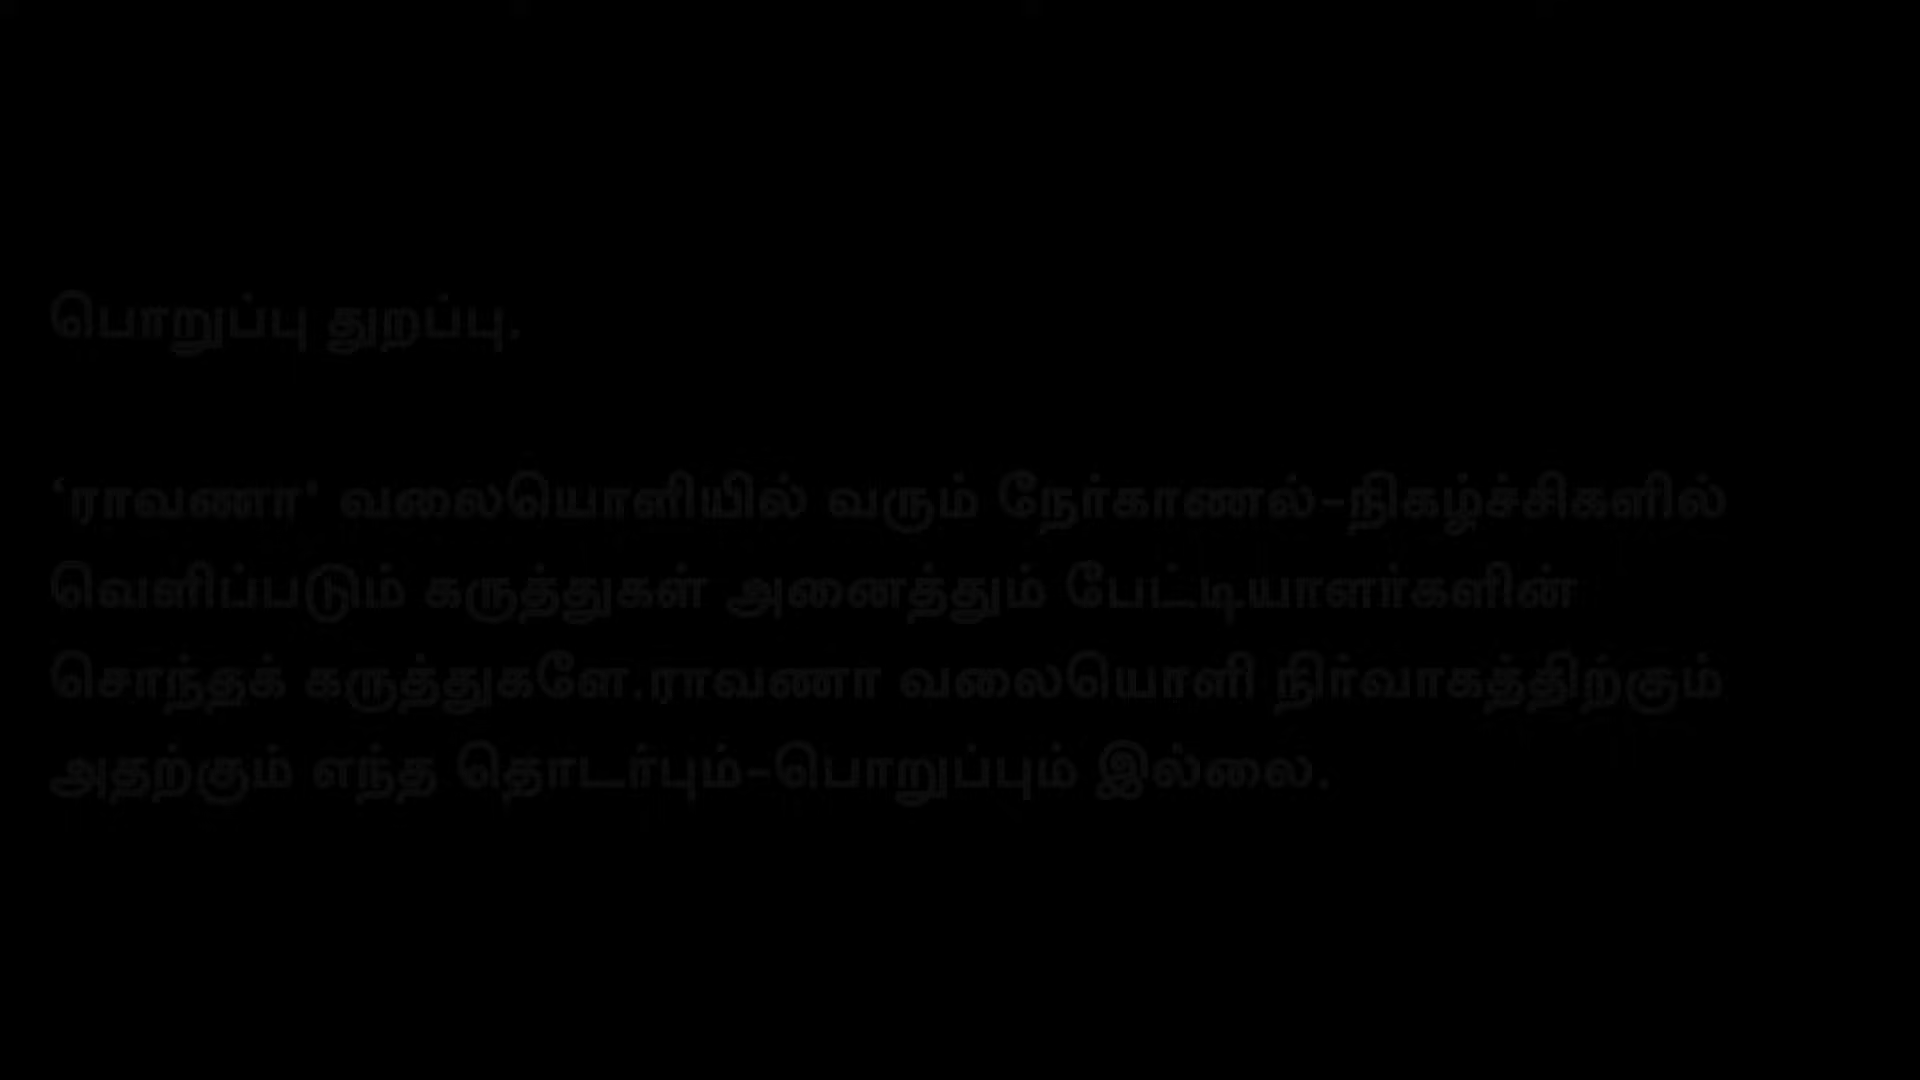 பொறுப்பு துறப்பு.
‘ராவணா‘ வலையொளியில் வரும் நேர்காணல்-நிகழ்ச்சிகளில்
வெளிப்படும் கருத்துகள் அனைத்தும் பேட்டியாளர்களின்
சொந்தக் கருத்துகளே.ராவணா வலையொளி நிர்வாகத்திற்கும்
அதற்கும் எந்த தொடர்பும்-பொறுப்பும் இல்லை.